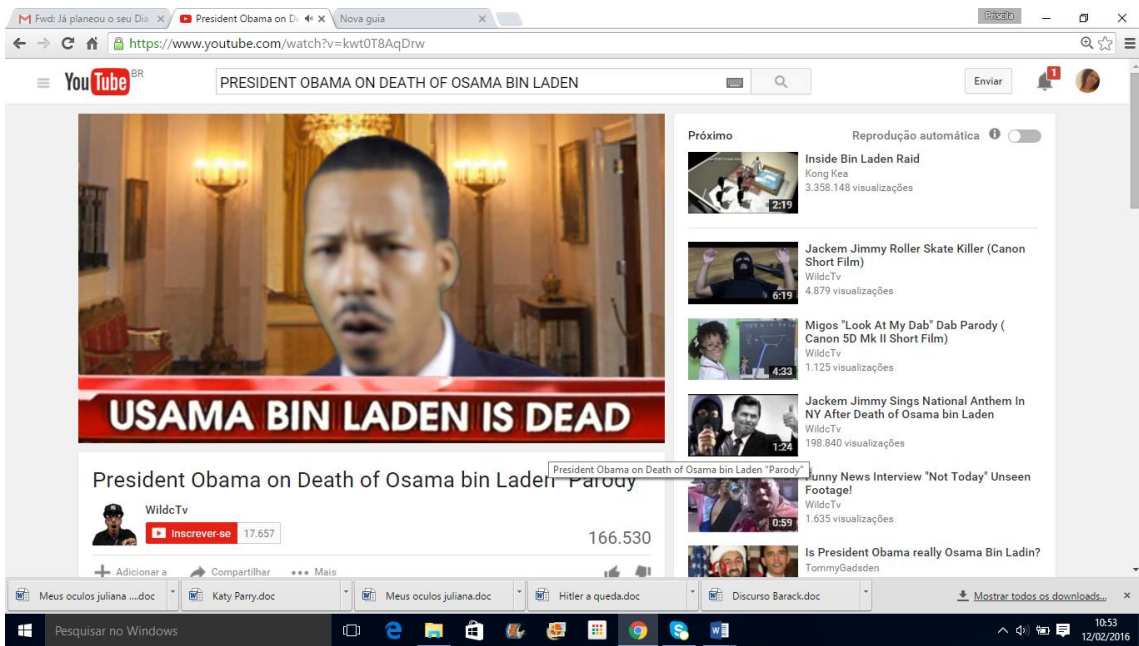 Fwd: Já planeou o seu Dia
President Obama on De
Nova guia
Priscila
https://www.youtube.com/watch?v=kwt0T8AqDrw
YouTube BR
PRESIDENT OBAMA ON DEATH OF OSAMA BIN LADEN
Enviar
1
USAMA BIN LADEN IS DEAD
President Obama on Death of Osama bin Laden "Parody"
President Obama on Death of Osama bin Laden "Parody"
WildcTv
Inscrever-se 17.657
166.530
Adicionar a Compartilhar Mais
Próximo
Reprodução automática
Inside Bin Laden Raid
Kong Kea
3.358.148 visualizações
2:19
Jackem Jimmy Roller Skate Killer (Canon
Short Film)
WildcTv
4.879 visualizações
6:19
Migos "Look At My Dab" Dab Parody (
Canon 5D Mk II Short Film)
WildcTv
1.125 visualizações
4:33
Jackem Jimmy Sings National Anthem In
NY After Death of Osama bin Laden
WildcTv
198.840 visualizações
1:24
Funny News Interview "Not Today" Unseen
Footage!
WildcTv
1.635 visualizações
0:59
Is President Obama really Osama Bin Ladin?
TommyGadsden
Meus oculos juliana ....doc
Katy Parry.doc
Meus oculos juliana.doc
Hitler a queda.doc
Discurso Barack.doc
Mostrar todos os downloads...
Pesquisar no Windows
10:53
12/02/2016